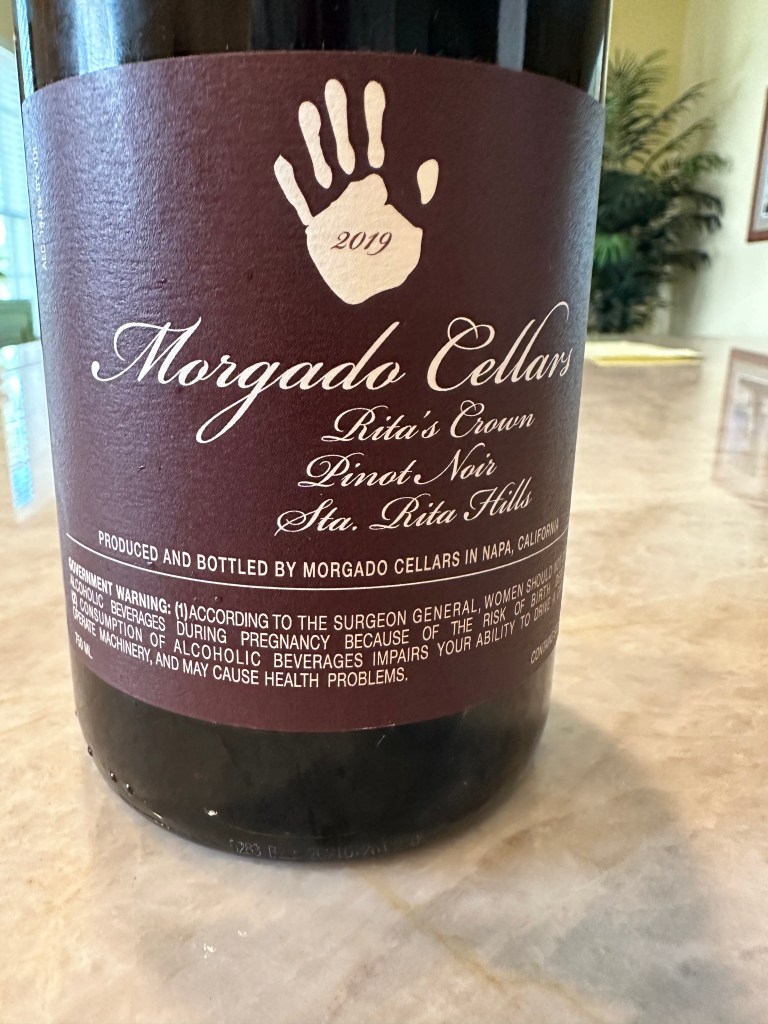 2019
Morgado Cellars
Rita's Crown
Pinot Noir
Sta. Rita Hills
PRODUCED AND BOTTLED BY MORGADO CELLARS IN NAPA, CALIFORNIA
GOVERNMENT WARNING: (1) ACCORDING TO THE SURGEON GENERAL, WOMEN SHOULD
ALCOHOLIC BEVERAGES DURING PREGNANCY BECAUSE OF THE RISK OF BIRTH
CONSUMPTION OF ALCOHOLIC BEVERAGES IMPAIRS YOUR ABILITY TO DRIVE
OPERATE MACHINERY, AND MAY CAUSE HEALTH PROBLEMS.
750 ML